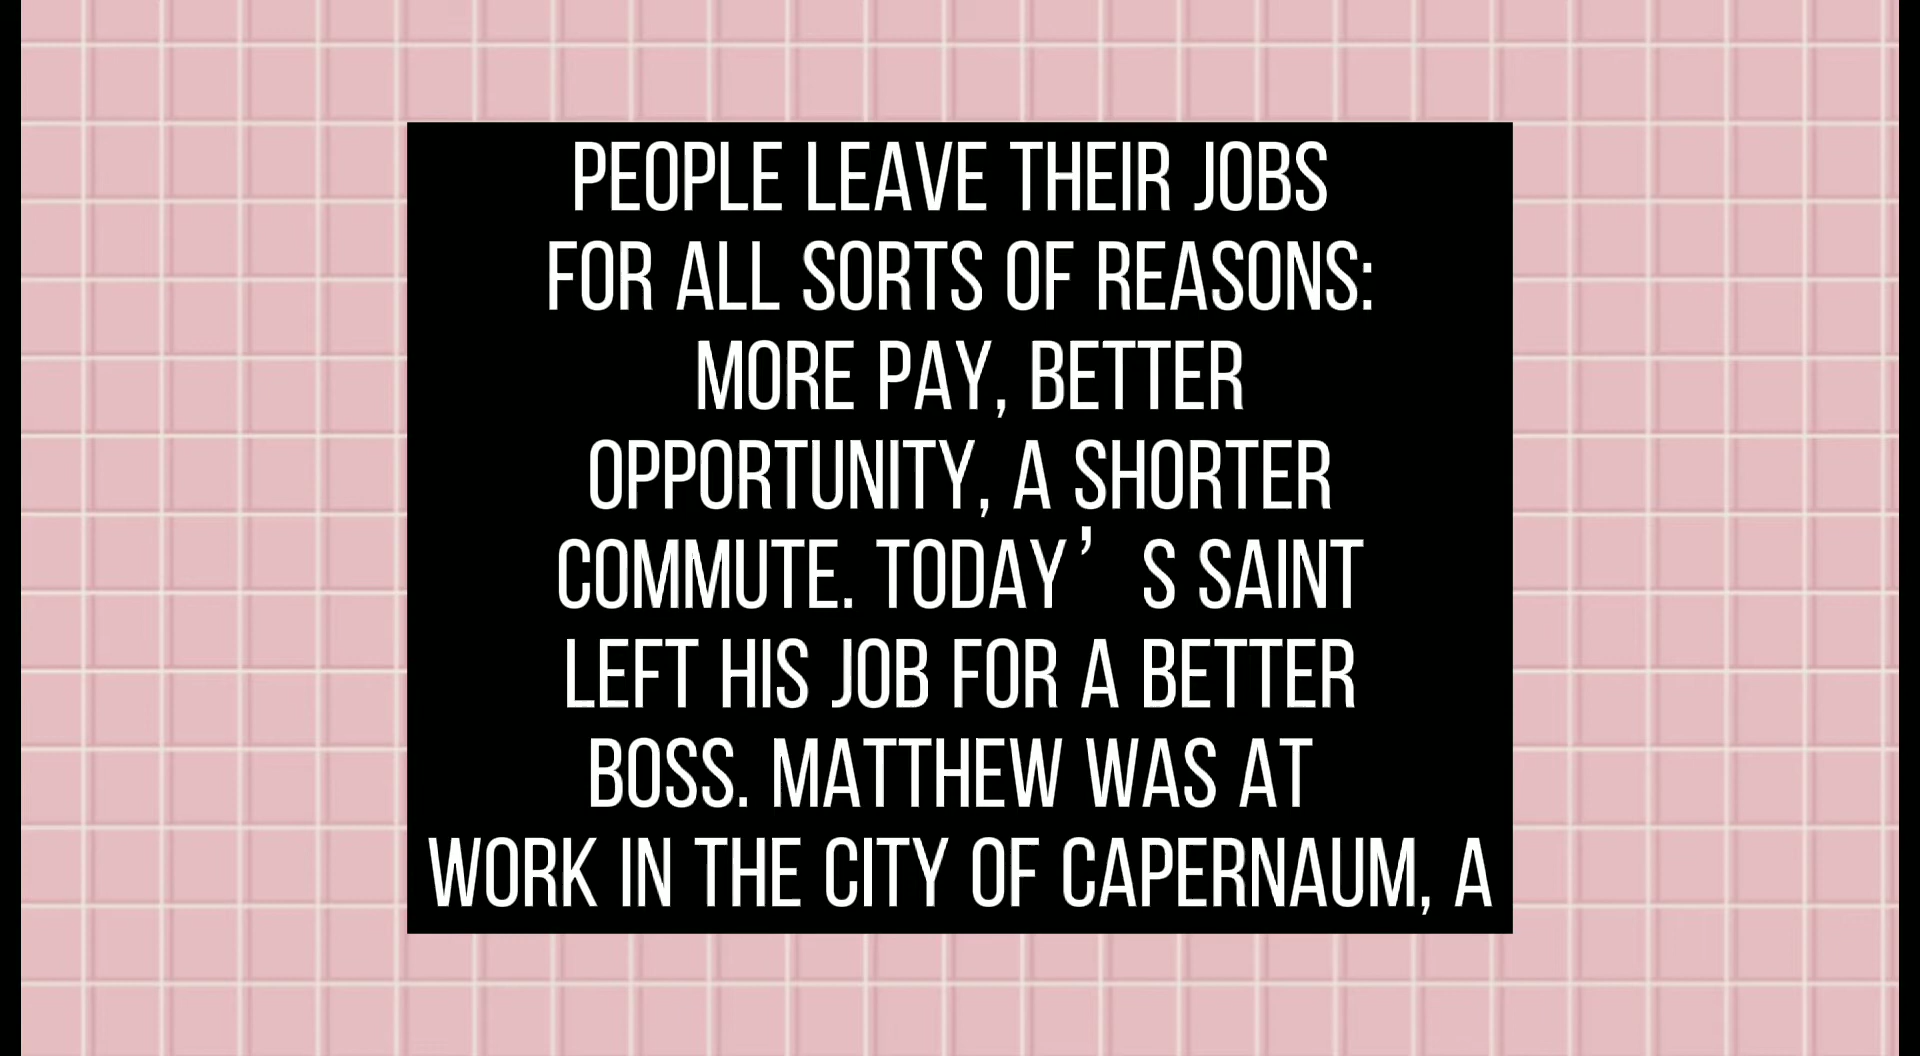 PEOPLE LEAVE THEIR JOBS
FOR ALL SORTS OF REASONS:
MORE PAY, BETTER
OPPORTUNITY, A SHORTER
COMMUTE. TODAY’S SAINT
LEFT HIS JOB FOR A BETTER
BOSS. MATTHEW WAS AT
WORK IN THE CITY OF CAPERNAUM, A